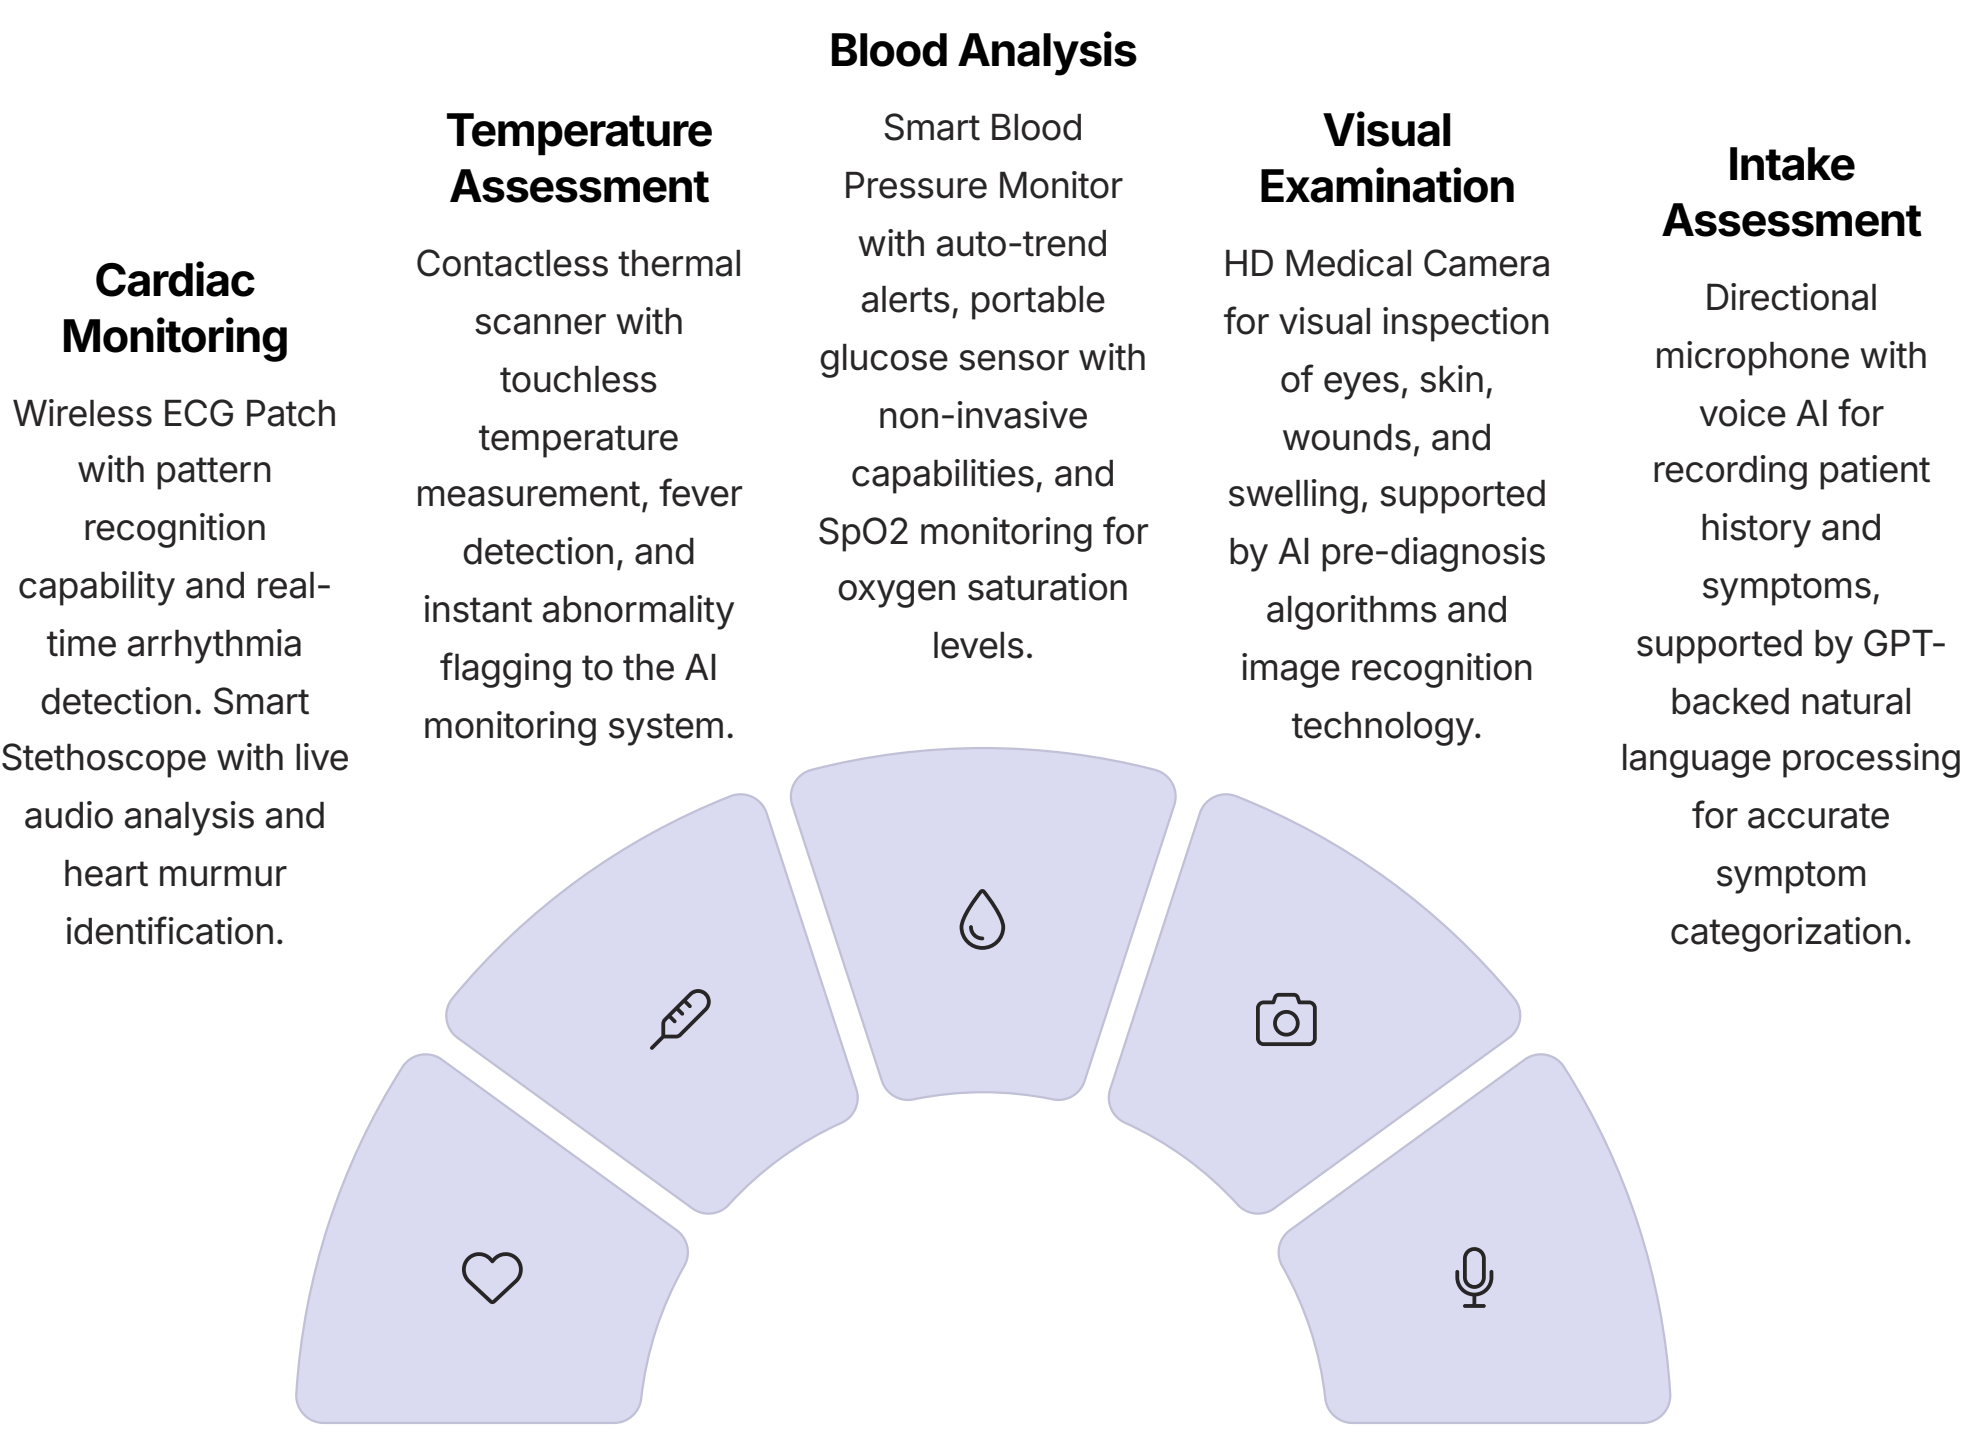 Blood Analysis
Smart Blood
Pressure Monitor
with auto-trend
alerts, portable
glucose sensor with
non-invasive
capabilities, and
SpO2 monitoring for
oxygen saturation
levels.
Temperature
Assessment
Contactless thermal
scanner with
touchless
temperature
measurement, fever
detection, and
instant abnormality
flagging to the AI
monitoring system.
Visual
Examination
HD Medical Camera
for visual inspection
of eyes, skin,
wounds, and
swelling, supported
by AI pre-diagnosis
algorithms and
image recognition
technology.
Intake
Assessment
Directional
microphone with
voice AI for
recording patient
history and
symptoms,
supported by GPT-
backed natural
language processing
for accurate
symptom
categorization.
Cardiac
Monitoring
Wireless ECG Patch
with pattern
recognition
capability and real-
time arrhythmia
detection. Smart
Stethoscope with live
audio analysis and
heart murmur
identification.